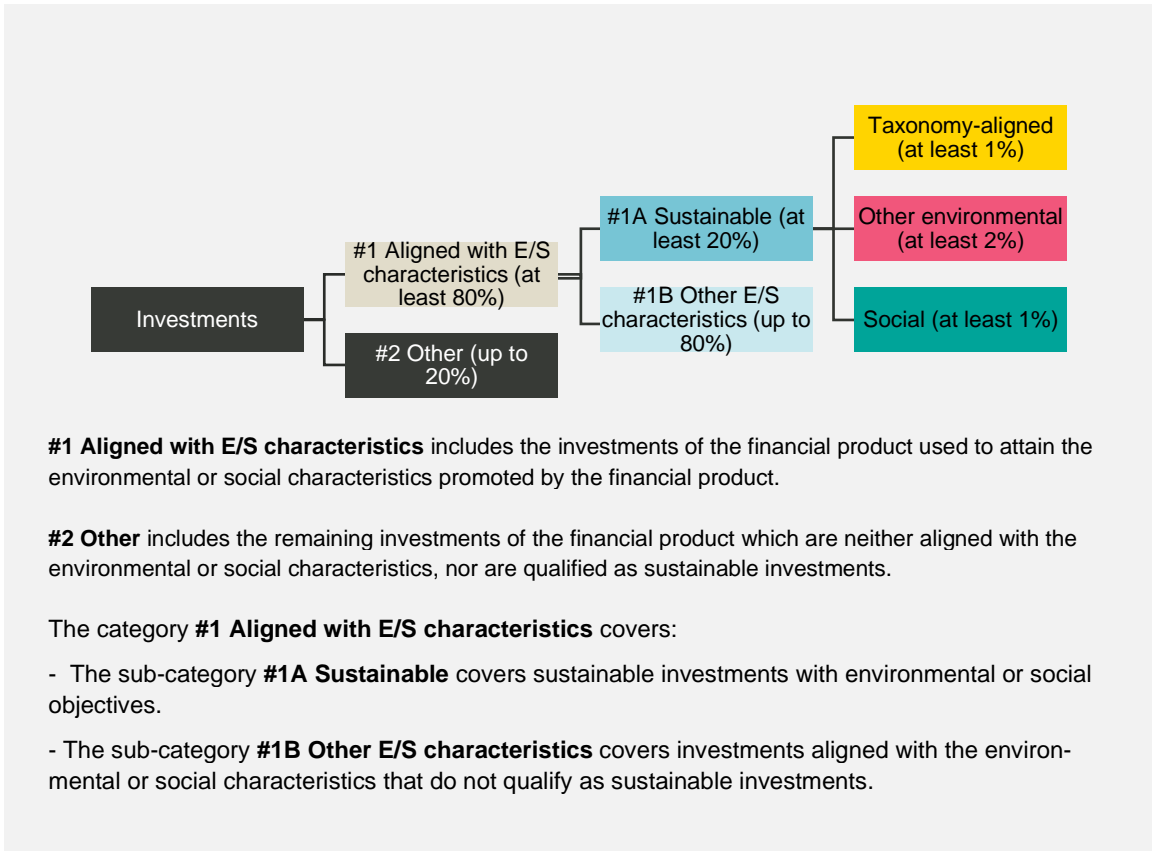 Taxonomy-aligned
(at least 1%)
#1A Sustainable (at
least 20%)
Other environmental
(at least 2%)
#1 Aligned with E/S
characteristics (at
least 80%)
#1B Other E/S
characteristics (up to
80%)
Investments
Social (at least 1%)
#2 Other (up to
20%)
#1 Aligned with E/S characteristics includes the investments of the financial product used to attain the
environmental or social characteristics promoted by the financial product.
#2 Other includes the remaining investments of the financial product which are neither aligned with the
environmental or social characteristics, nor are qualified as sustainable investments.
The category #1 Aligned with E/S characteristics covers:
- The sub-category #1A Sustainable covers sustainable investments with environmental or social
objectives.
- The sub-category #1B Other E/S characteristics covers investments aligned with the environ-
mental or social characteristics that do not qualify as sustainable investments.